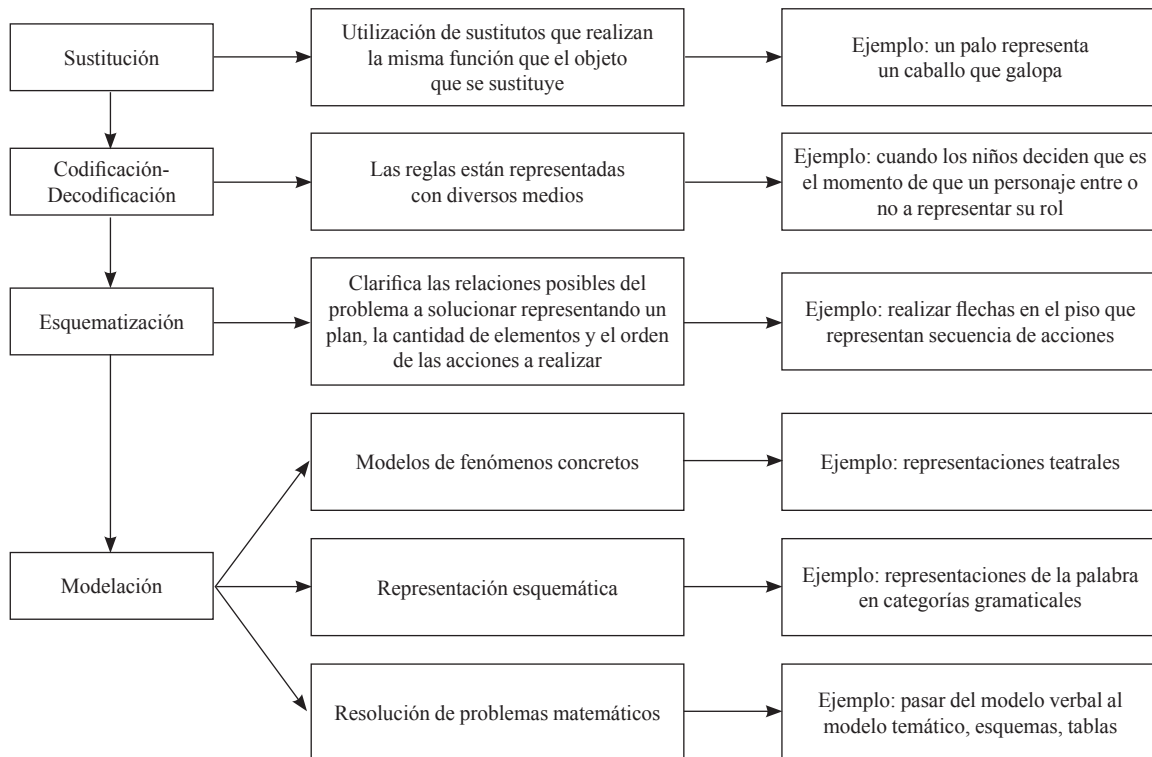 Sustitución
Utilización de sustitutos que realizan
la misma función que el objeto
que se sustituye
Ejemplo: un palo representa
un caballo que galopa
Codificación-
Decodificación
Las reglas están representadas
con diversos medios
Ejemplo: cuando los niños deciden que es
el momento de que un personaje entre o
no a representar su rol
Esquematización
Clarifica las relaciones posibles del
problema a solucionar representando un
plan, la cantidad de elementos y el orden
de las acciones a realizar
Ejemplo: realizar flechas en el piso que
representan secuencia de acciones
Modelación
Modelos de fenómenos concretos
Ejemplo: representaciones teatrales
Representación esquemática
Ejemplo: representaciones de la palabra
en categorías gramaticales
Resolución de problemas matemáticos
Ejemplo: pasar del modelo verbal al
modelo temático, esquemas, tablas